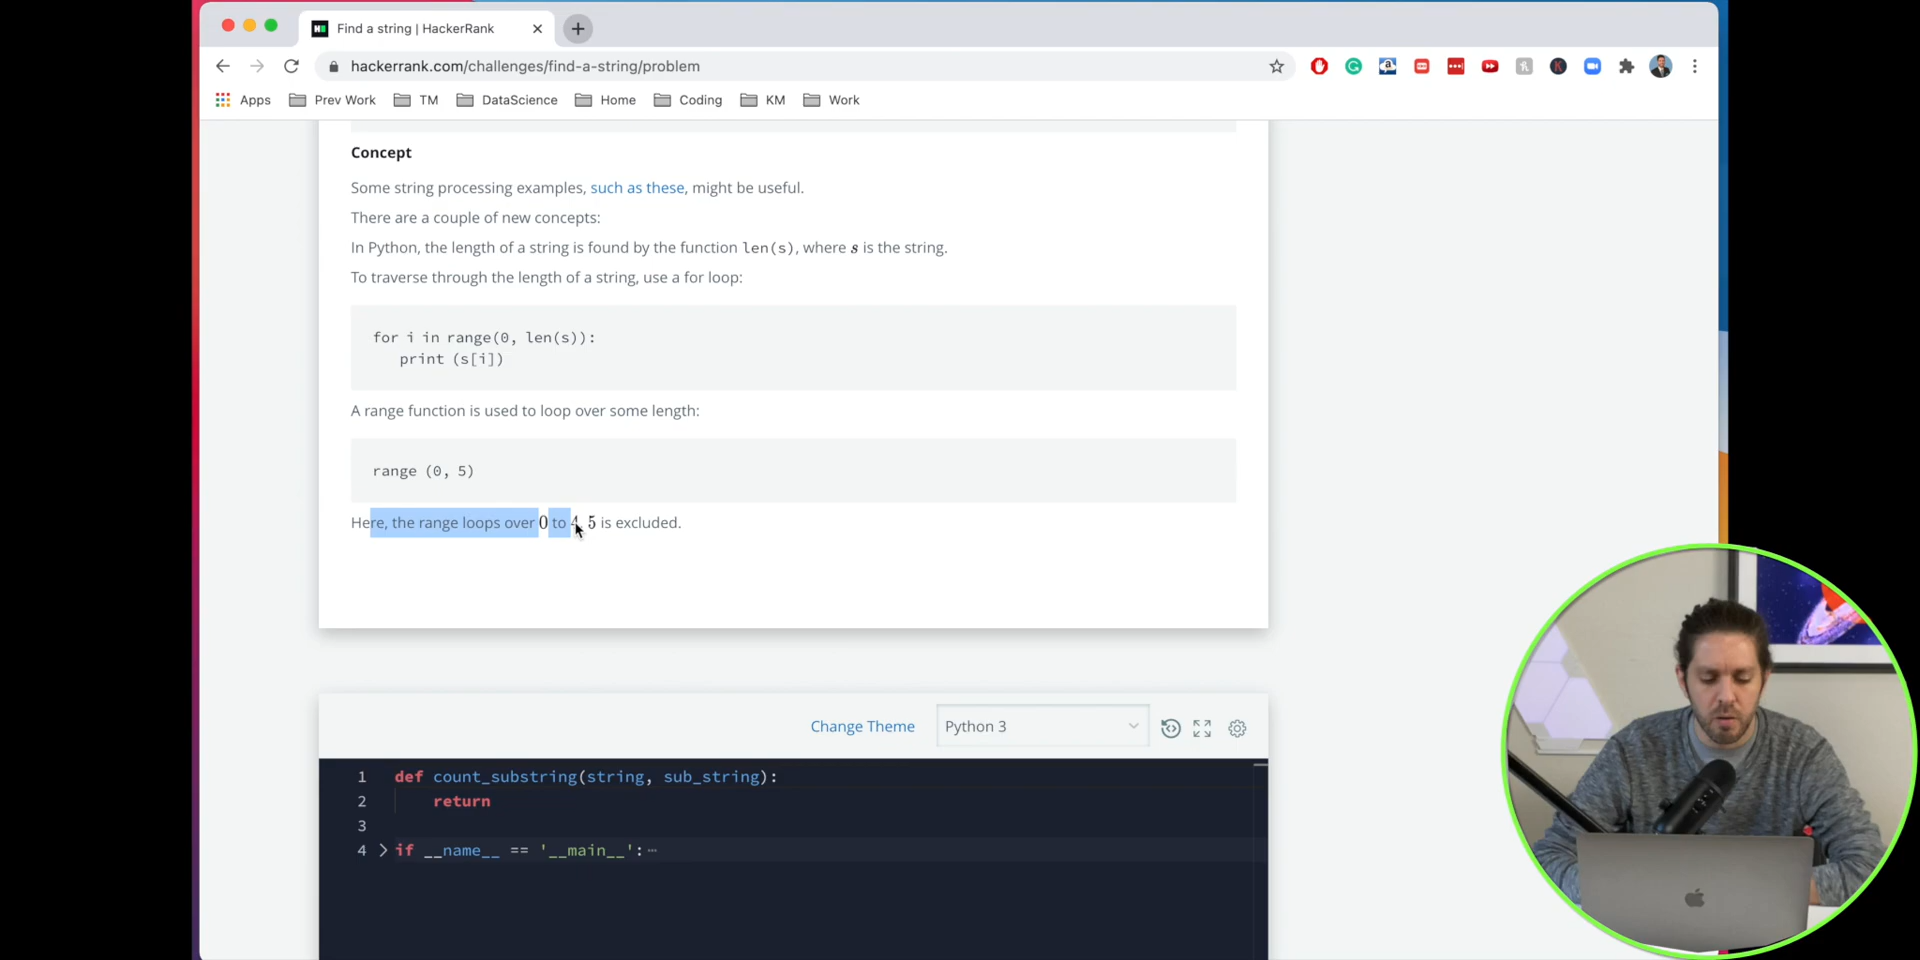 Find a string | HackerRank
hackerrank.com/challenges/find-a-string/problem
Apps Prev Work TM DataScience Home Coding KM Work
Concept
Some string processing examples, such as these, might be useful.
There are a couple of new concepts:
In Python, the length of a string is found by the function len(s), where s is the string.
To traverse through the length of a string, use a for loop:
for i in range(0, len(s)):
print (s[i])
A range function is used to loop over some length:
range (0, 5)
Here, the range loops over 0 to 4. 5 is excluded.
Change Theme Python 3
1 def count_substring(string, sub_string):
2 return
3
4 if __name__ == '__main__':